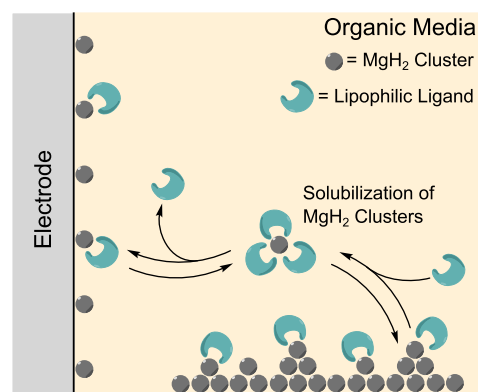 Organic Media
= MgH₂ Cluster
= Lipophilic Ligand
Electrode
Solubilization of
MgH₂ Clusters